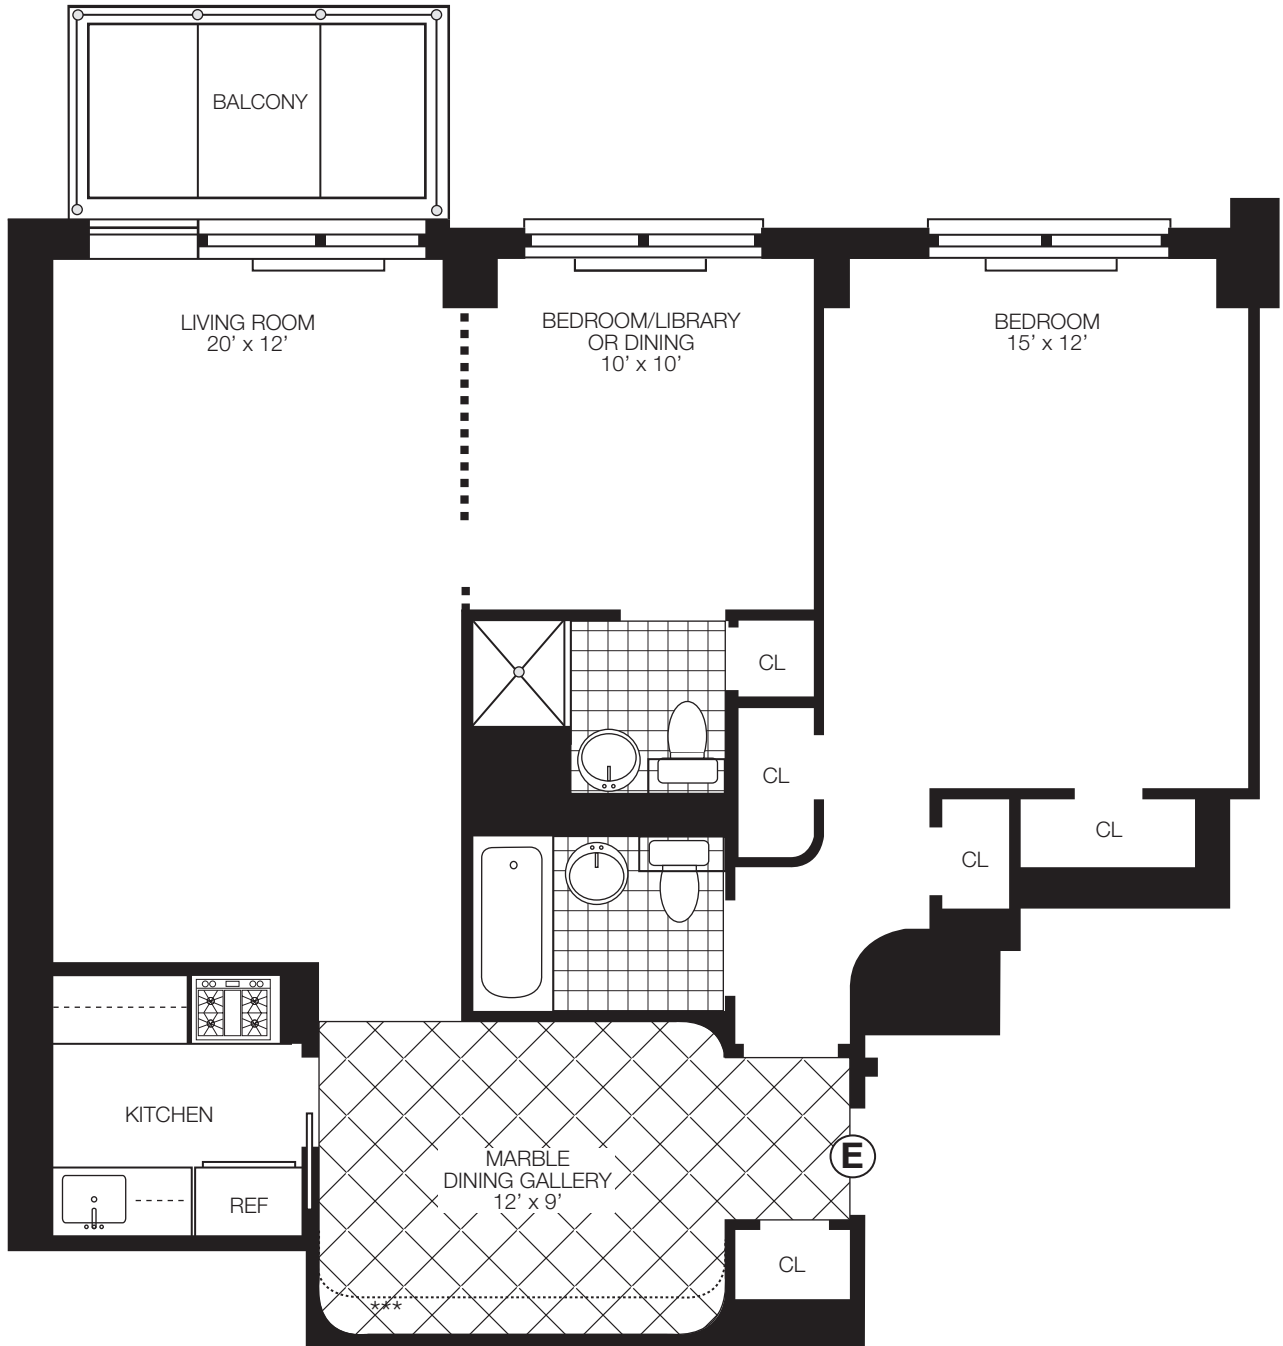 BALCONY
LIVING ROOM
20’ x 12’
BEDROOM/LIBRARY
OR DINING
10’ x 10’
BEDROOM
15’ x 12’
CL
CL
CL
CL
KITCHEN
REF
MARBLE
DINING GALLERY
12’ x 9’
E
CL
***